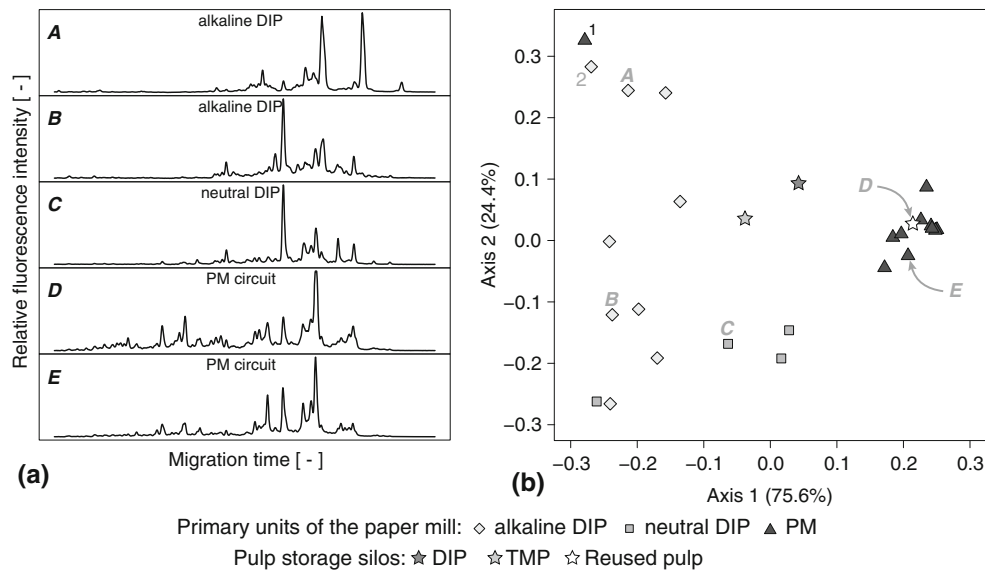 A
alkaline DIP
B
alkaline DIP
C
neutral DIP
D
PM circuit
E
PM circuit
Relative fluorescence intensity [ - ]
Migration time [ - ]
(a)
0.3
0.2
0.1
0.0
−0.1
−0.2
−0.3
Axis 2 (24.4%)
1
2
A
B
C
D
E
−0.3
−0.2
−0.1
0.0
0.1
0.2
0.3
Axis 1 (75.6%)
(b)
Primary units of the paper mill: alkaline DIP neutral DIP PM
Pulp storage silos: DIP TMP Reused pulp